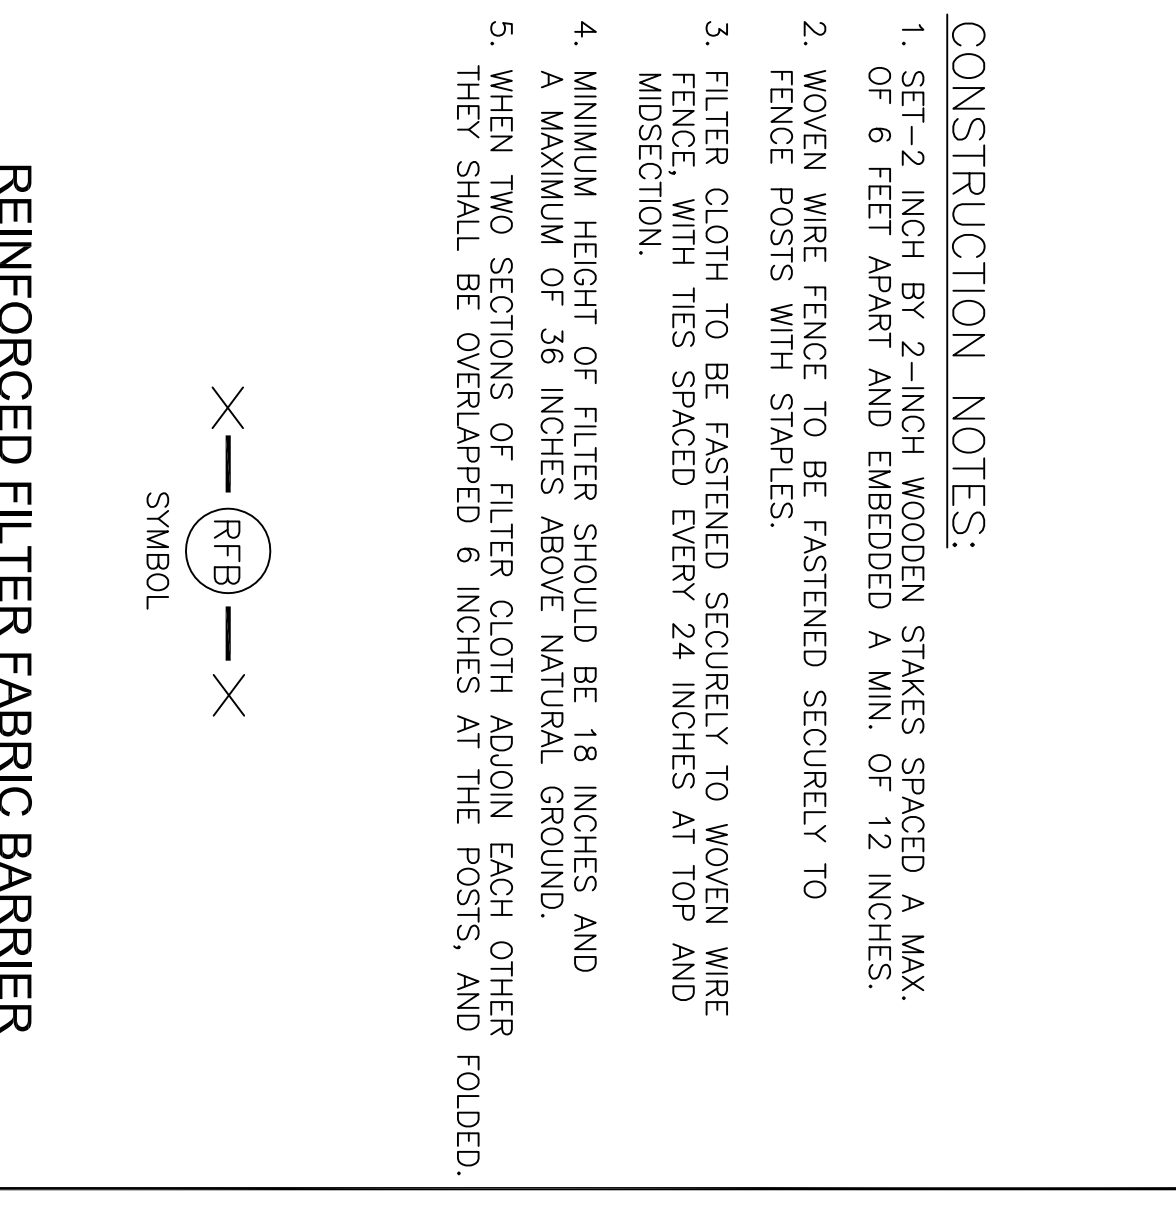 CONSTRUCTION NOTES:
1. SET-2 INCH BY 2-INCH WOODEN STAKES SPACED A MAX.
OF 6 FEET APART AND EMBEDDED A MIN. OF 12 INCHES.
2. WOVEN WIRE FENCE TO BE FASTENED SECURELY TO
FENCE POSTS WITH STAPLES.
3. FILTER CLOTH TO BE FASTENED SECURELY TO WOVEN WIRE
FENCE, WITH TIES SPACED EVERY 24 INCHES AT TOP AND
MIDSECTION.
4. MINIMUM HEIGHT OF FILTER SHOULD BE 18 INCHES AND
A MAXIMUM OF 36 INCHES ABOVE NATURAL GROUND.
5. WHEN TWO SECTIONS OF FILTER CLOTH ADJOIN EACH OTHER
THEY SHALL BE OVERLAPPED 6 INCHES AT THE POSTS, AND FOLDED.
RFB
SYMBOL
REINFORCED FILTER FABRIC BARRIER